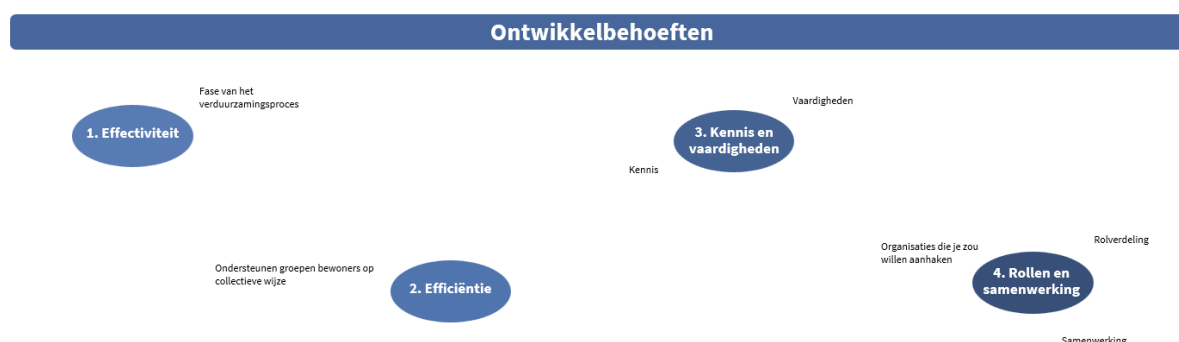 Ontwikkelbehoeften
Fase van het
verduurzamingsproces
1. Effectiviteit
Vaardigheden
3. Kennis en
vaardigheden
Kennis
Ondersteunen groepen bewoners op
collectieve wijze
2. Efficiëntie
Organisaties die je zou
willen aanhaken
Rolverdeling
4. Rollen en
samenwerking
Samenwerking